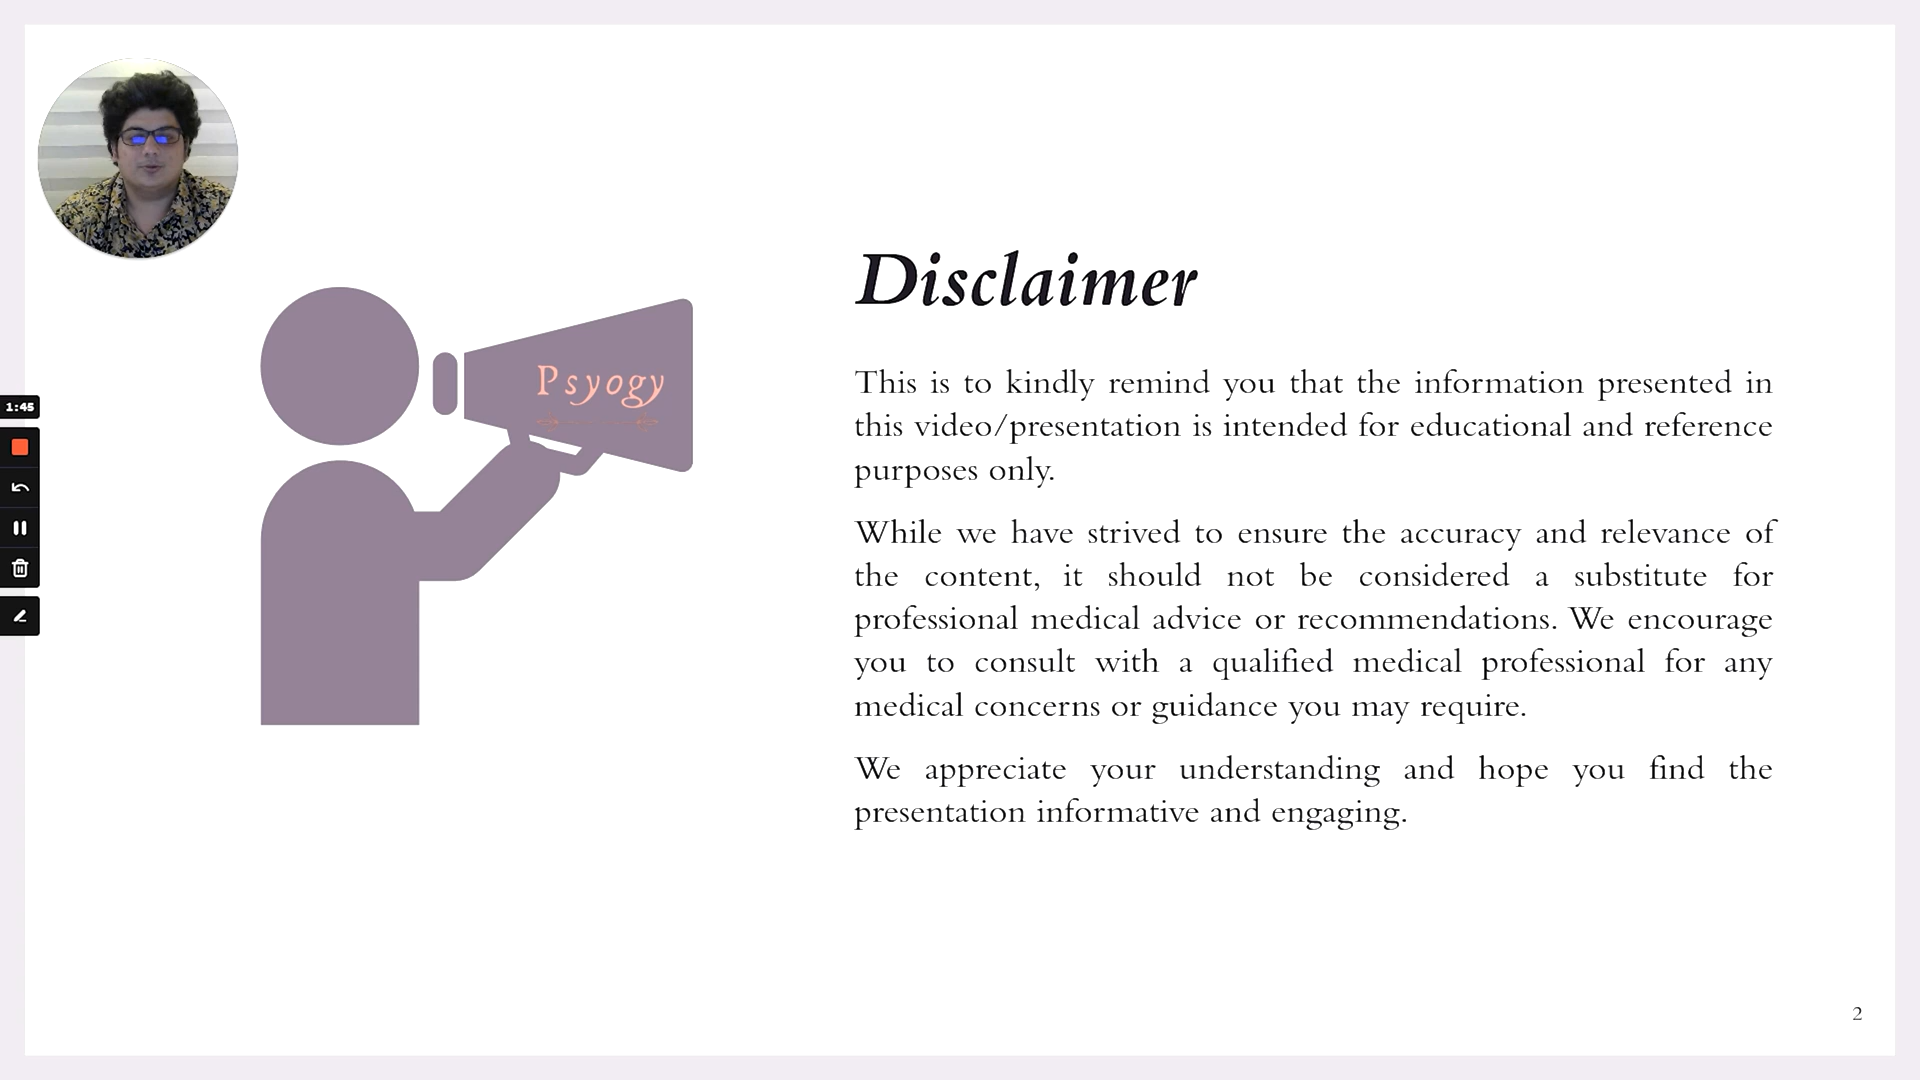 Disclaimer
Psyogy
This is to kindly remind you that the information presented in
this video/presentation is intended for educational and reference
purposes only.
1:45
While we have strived to ensure the accuracy and relevance of
the content, it should not be considered a substitute for
professional medical advice or recommendations. We encourage
you to consult with a qualified medical professional for any
medical concerns or guidance you may require.
We appreciate your understanding and hope you find the
presentation informative and engaging.
2